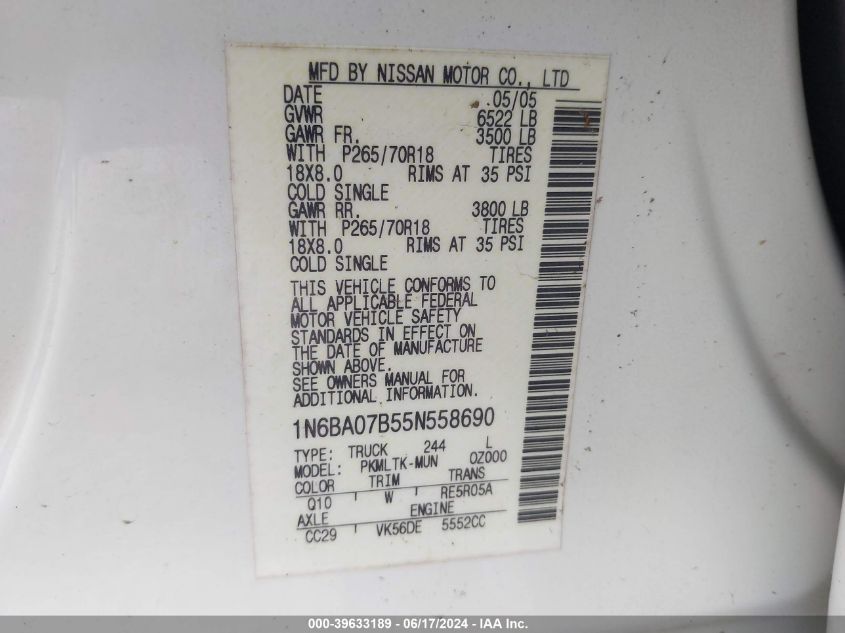 MFD BY NISSAN MOTOR CO., LTD
DATE 05/05
GVWR 6522 LB
GAWR FR. 3500 LB
WITH P265/70R18 TIRES
18X8.0 RIMS AT 35 PSI
COLD SINGLE
GAWR RR. 3800 LB
WITH P265/70R18 TIRES
18X8.0 RIMS AT 35 PSI
COLD SINGLE
THIS VEHICLE CONFORMS TO
ALL APPLICABLE FEDERAL
MOTOR VEHICLE SAFETY
STANDARDS IN EFFECT ON
THE DATE OF MANUFACTURE
SHOWN ABOVE.
SEE OWNERS MANUAL FOR
ADDITIONAL INFORMATION.
1N6BA07B55N558690
TYPE: TRUCK 244 L
MODEL: PKMLTK-MUN 0Z000
COLOR TRIM TRANS
Q10 W RE5R05A
AXLE ENGINE
CC29 VK56DE 5552CC
000-39633189 - 06/17/2024 - IAA Inc.